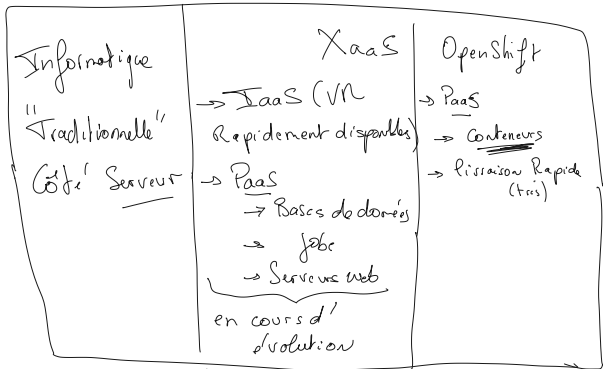 Informatique
"Traditionnelle"
Côté Serveur
XaaS
→ IaaS (VM
Rapidement disponibles)
→ PaaS
→ Bases de données
→ Jobs
→ Serveurs web
en cours d'
évolution
OpenShift
→ PaaS
→ Conteneurs
→ Livraison Rapide
(très)